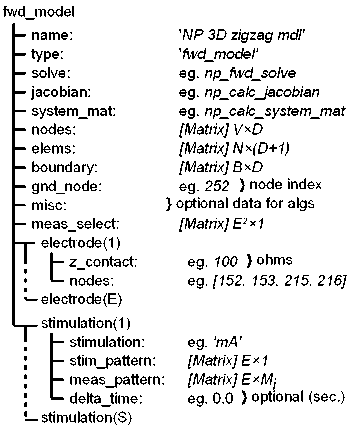 fwd_model
name: 'NP 3D zigzag mdl'
type: 'fwd_model'
solve: eg. np_fwd_solve
jacobian: eg. np_calc_jacobian
system_mat: eg. np_calc_system_mat
nodes: [Matrix] V×D
elems: [Matrix] N×(D+1)
boundary: [Matrix] B×D
gnd_node: eg. 252 } node index
misc: } optional data for algs
meas_select: [Matrix] E²×1
electrode(1)
z_contact: eg. 100 } ohms
nodes: eg. [152, 153, 215, 216]
electrode(E)
stimulation(1)
stimulation: eg. 'mA'
stim_pattern: [Matrix] E×1
meas_pattern: [Matrix] E×Mⱼ
delta_time: eg. 0.0 } optional (sec.)
stimulation(S)